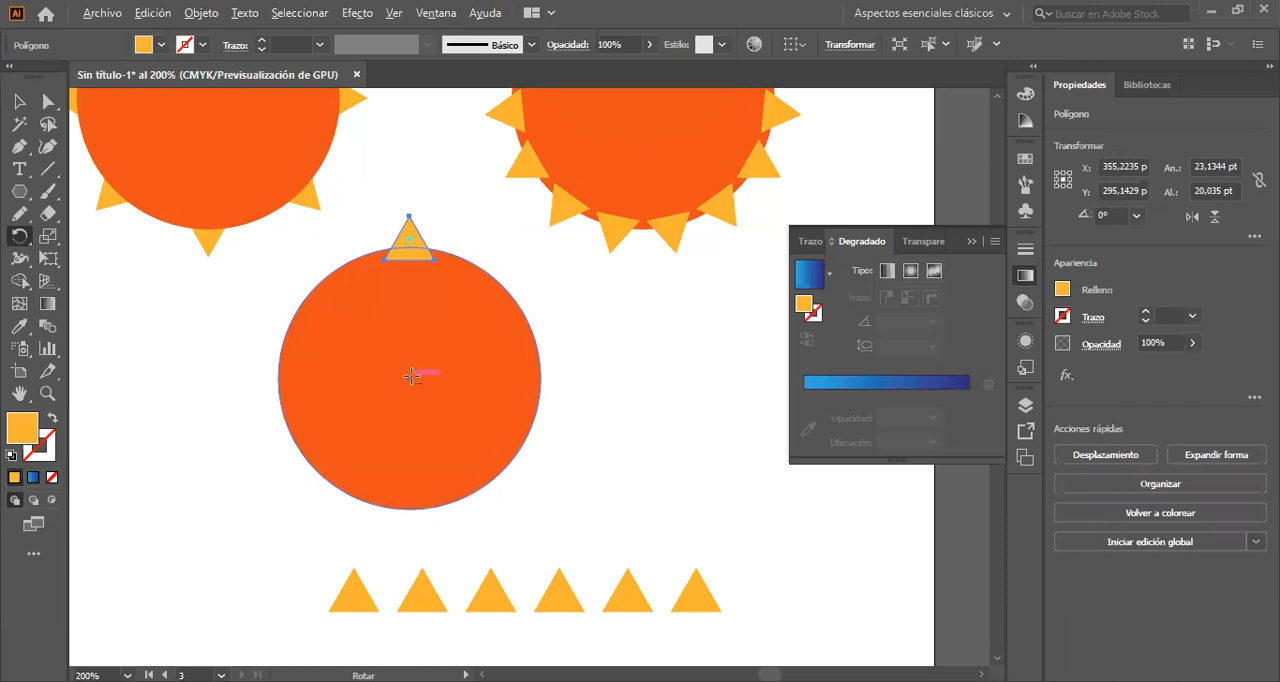 Ai Archivo Edición Objeto Texto Seleccionar Efecto Ver Ventana Ayuda Aspectos esenciales clásicos Buscar en Adobe Stock
Polígono Trazo: Básico Opacidad: 100% Estilo: Transformar
Sin título-1* al 200% (CMYK/Previsualización de GPU)
Propiedades Bibliotecas
Polígono
Transformar
X: 355,2235 p An.: 23,1344 pt
Y: 295,1429 p Al.: 20,035 pt
0°
Apariencia
Relleno
Trazo
Opacidad 100%
fx.
Acciones rápidas
Desplazamiento Expandir forma
Organizar
Volver a colorear
Iniciar edición global
Trazo Degradado Transpare
Tipo:
Trazo:
Opacidad:
Ubicación:
200% 3 Rotar